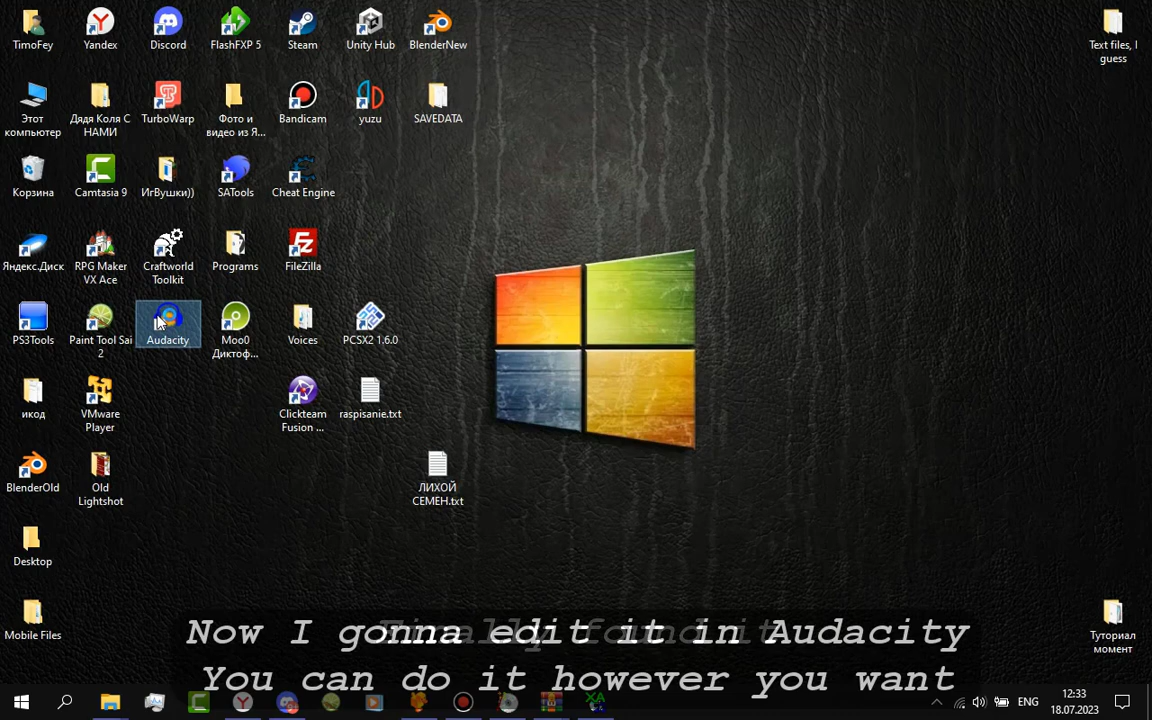 TimoFey
Yandex
Discord
FlashFXP 5
Steam
Unity Hub
BlenderNew
Text files, I
guess
Этот
компьютер
Дядя Коля С
НАМИ
TurboWarp
Фото и
видео из Я...
Bandicam
yuzu
SAVEDATA
Корзина
Camtasia 9
ИгВушки))
SATools
Cheat Engine
Яндекс.Диск
RPG Maker
VX Ace
Craftworld
Toolkit
Programs
FileZilla
PS3Tools
Paint Tool Sai
2
Audacity
Moo0
Диктоф...
Voices
PCSX2 1.6.0
икод
VMware
Player
Clickteam
Fusion ...
raspisanie.txt
BlenderOld
Old
Lightshot
ЛИХОЙ
СЕМЕН.txt
Desktop
Mobile Files
Туториал
момент
Finally found it
Now I gonna edit it in Audacity
You can do it however you want
ENG
12:33
18.07.2023